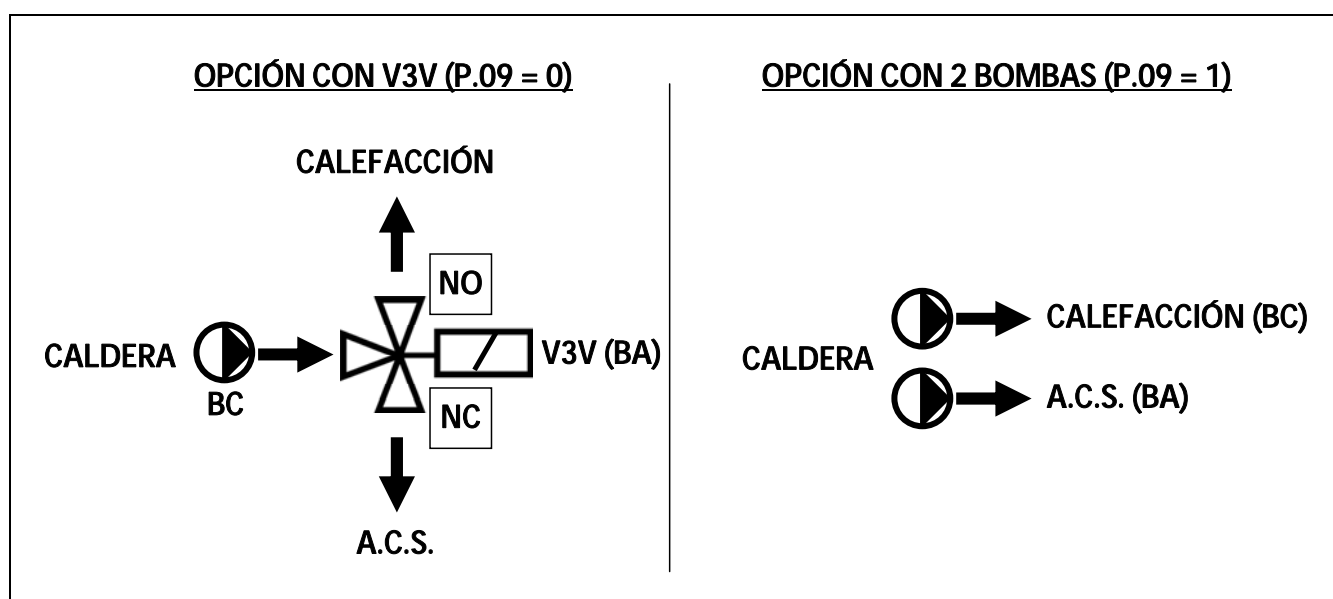 OPCIÓN CON V3V (P.09 = 0)
CALEFACCIÓN
NO
CALDERA
BC
V3V (BA)
NC
A.C.S.
OPCIÓN CON 2 BOMBAS (P.09 = 1)
CALEFACCIÓN (BC)
CALDERA
A.C.S. (BA)